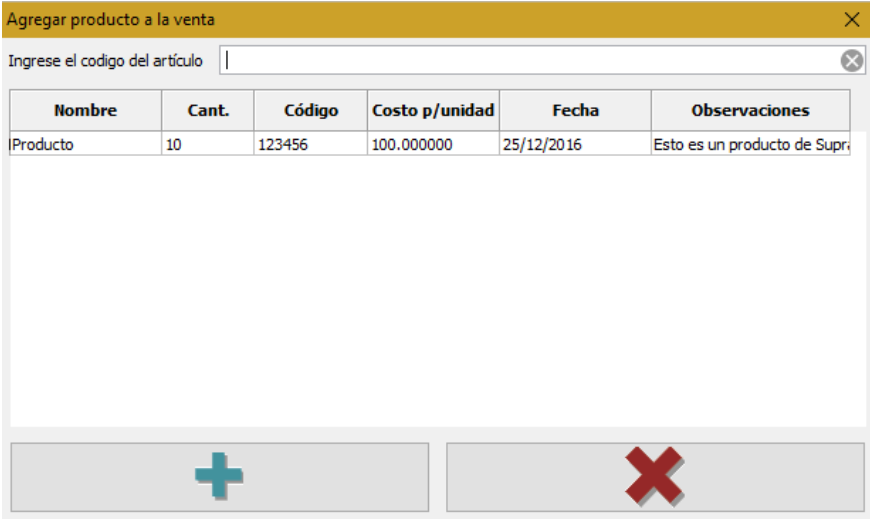 Agregar producto a la venta
Ingrese el codigo del artículo
Nombre Cant. Código Costo p/unidad Fecha Observaciones
Producto 10 123456 100.000000 25/12/2016 Esto es un producto de